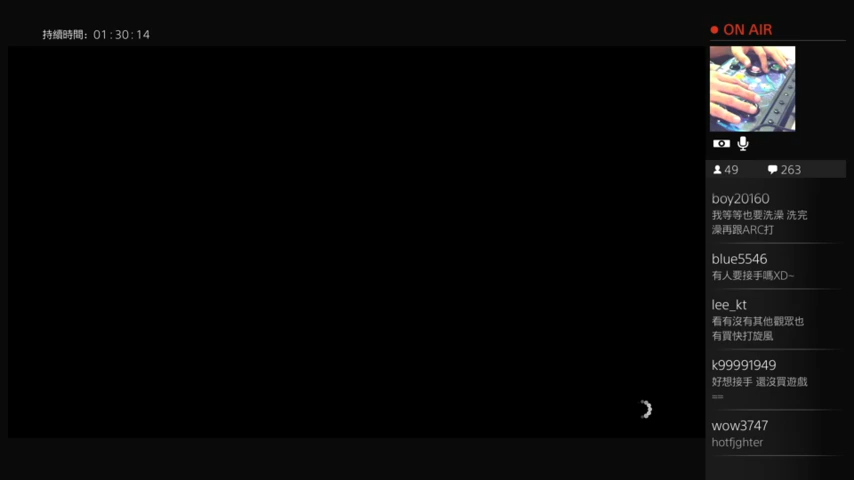 持續時間: 01:30:14
ON AIR
49 263
boy20160
我等等也要洗澡 洗完
澡再跟ARC打
blue5546
有人要接手嗎XD~
lee_kt
看有沒有其他觀眾也
有買快打旋風
k99991949
好想接手 還沒買遊戲
==
wow3747
hotfjghter